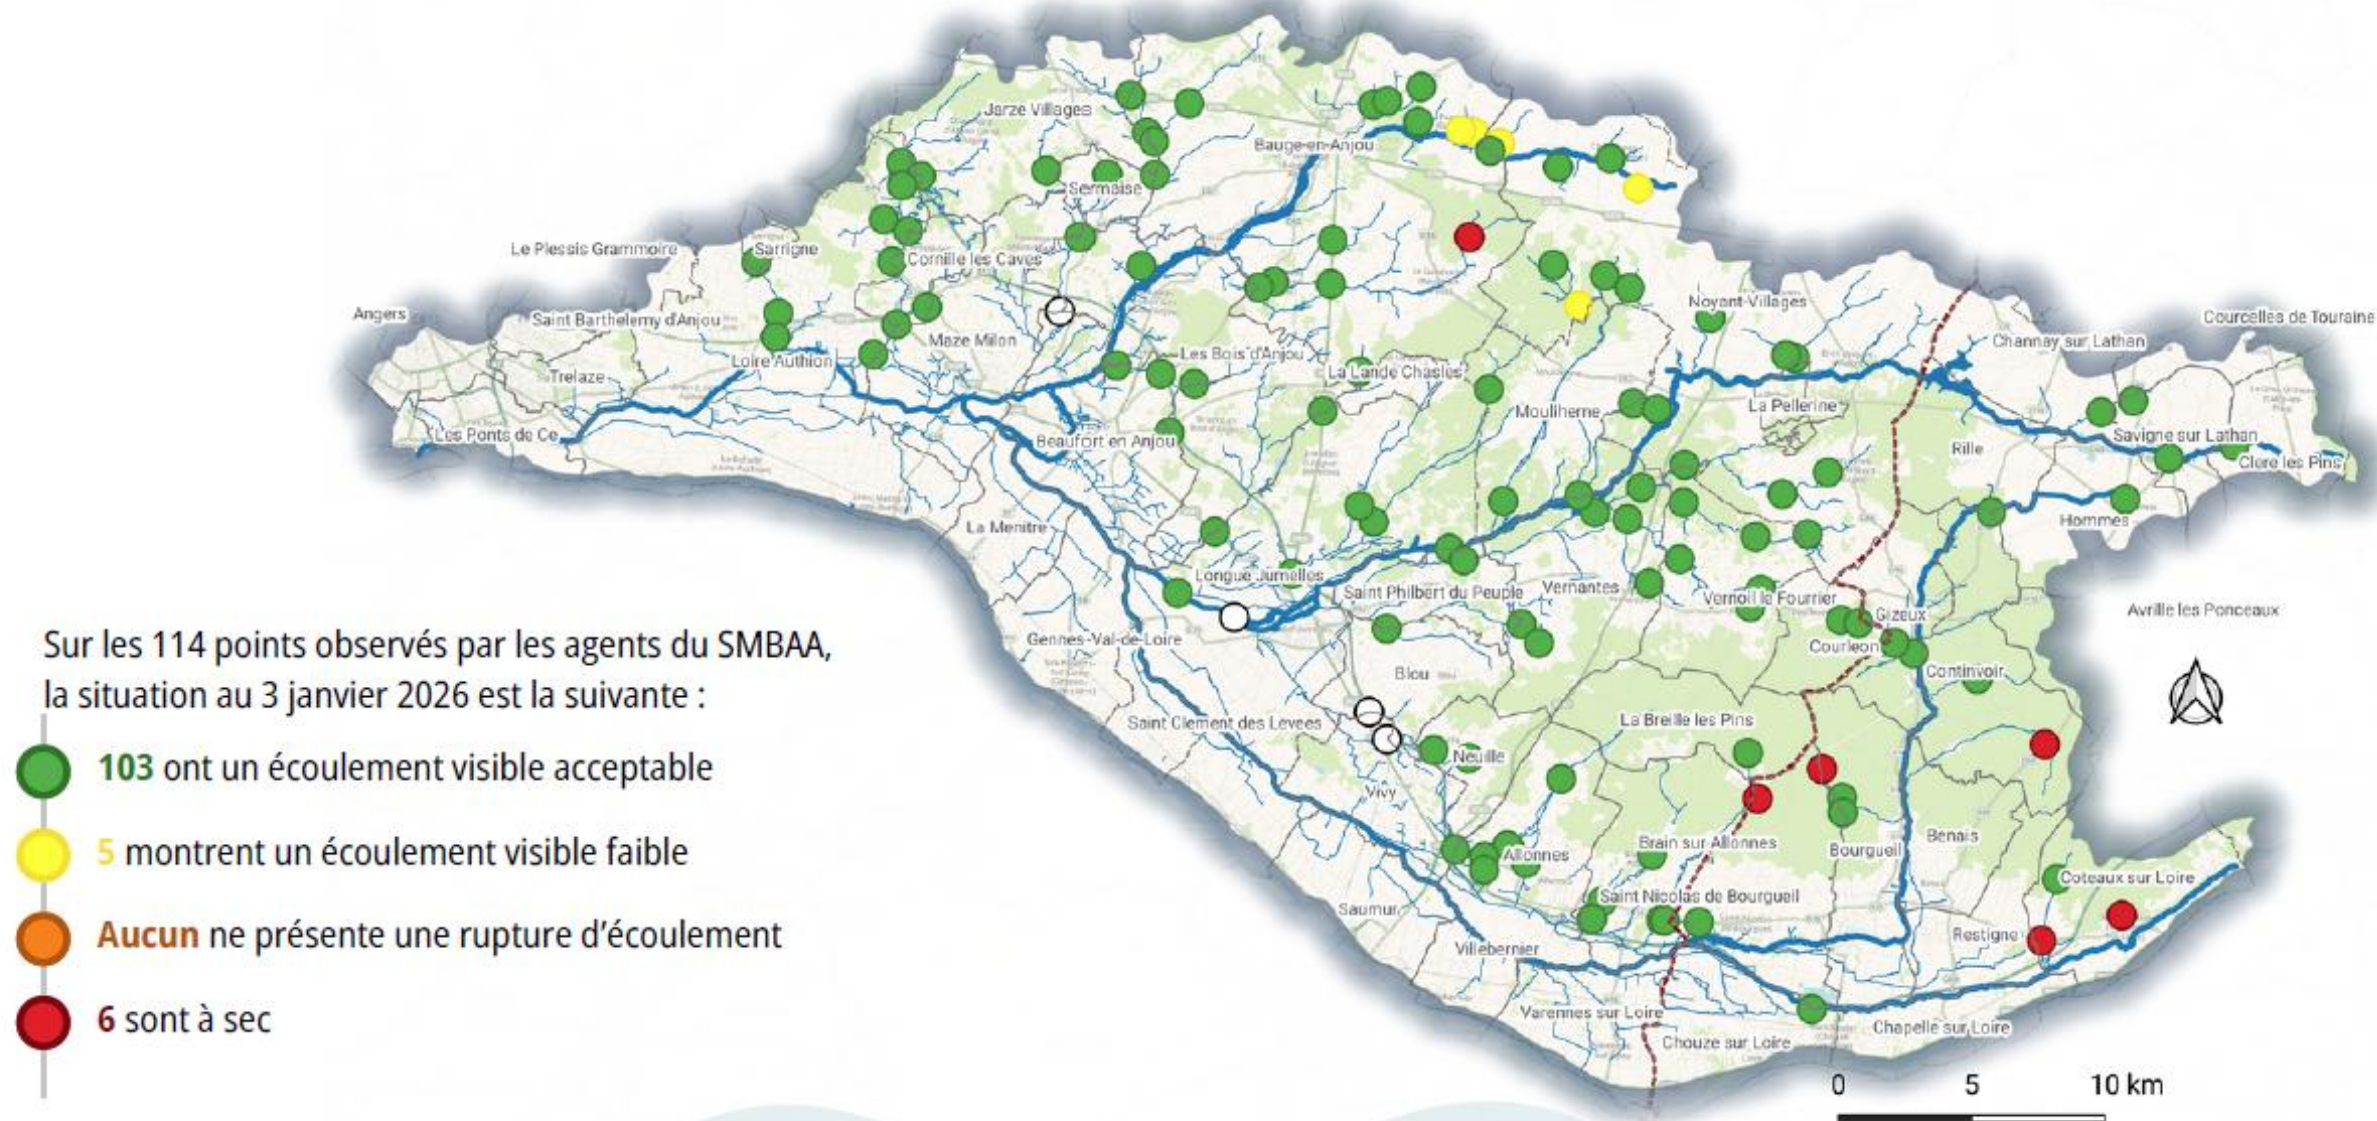 Jarze Villages
Bauge-en-Anjou
Sermaise
Le Plessis Grammoire
Sarrigne
Cornille les Caves
Angers
Saint Barthelemy d'Anjou
Noyant-Villages
Courcelles de Touraine
Maze Milon
Channay sur Lathan
Loire Authion
Les Bois d'Anjou
La Lande Chasles
Trelaze
Mouliherne
La Pellerine
Les Ponts de Ce
Beaufort en Anjou
Savigne sur Lathan
Rille
Clere les Pins
La Menitre
Hommes
Longue Jumelles
Saint Philbert du Peuple
Vernantes
Vernoil le Fourrier
Avrille les Ponceaux
Gizeux
Gennes-Val-de-Loire
Courleon
Blou
Continvoir
Saint Clement des Levees
La Breille les Pins
Neuille
Vivy
Brain sur Allonnes
Benais
Allonnes
Bourgueil
Coteaux sur Loire
Saint Nicolas de Bourgueil
Saumur
Restigne
Villebernier
Varennes sur Loire
Chapelle sur Loire
Chouze sur Loire
Sur les 114 points observés par les agents du SMBAA,
la situation au 3 janvier 2026 est la suivante :
103 ont un écoulement visible acceptable
5 montrent un écoulement visible faible
Aucun ne présente une rupture d'écoulement
6 sont à sec
0 5 10 km